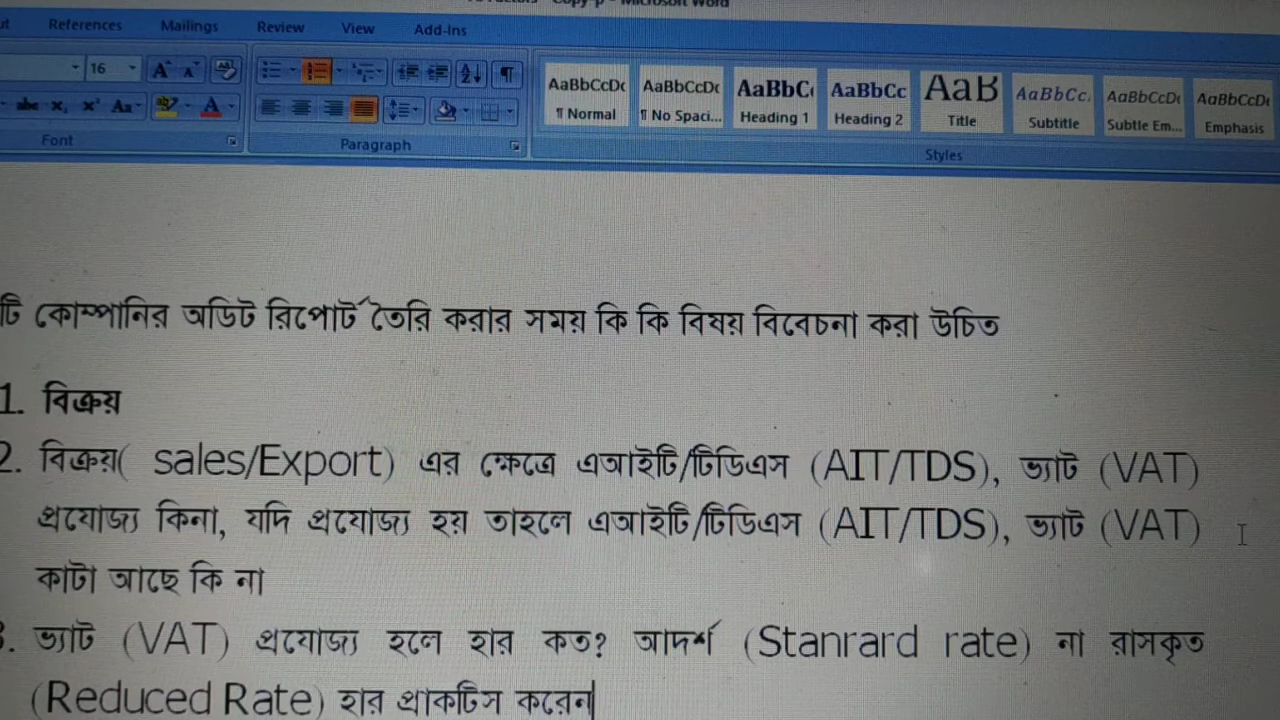 References Mailings Review View Add-Ins
16
AaBbCcDc AaBbCcDc AaBbC AaBbCc AaB AaBbCc. AaBbCcDc AaBbCcDc
¶ Normal ¶ No Spaci... Heading 1 Heading 2 Title Subtitle Subtle Em... Emphasis
Font Paragraph Styles
টি কোম্পানির অডিট রিপোর্ট তৈরি করার সময় কি কি বিষয় বিবেচনা করা উচিত
1. বিক্রয়
2. বিক্রয়( sales/Export) এর ক্ষেত্রে এআইটি/টিডিএস (AIT/TDS), ভ্যাট (VAT)
প্রযোজ্য কিনা, যদি প্রযোজ্য হয় তাহলে এআইটি/টিডিএস (AIT/TDS), ভ্যাট (VAT)
কাটা আছে কি না
3. ভ্যাট (VAT) প্রযোজ্য হলে হার কত? আদর্শ (Stanrard rate) না রাসকৃত
(Reduced Rate) হার প্রাকটিস করেন